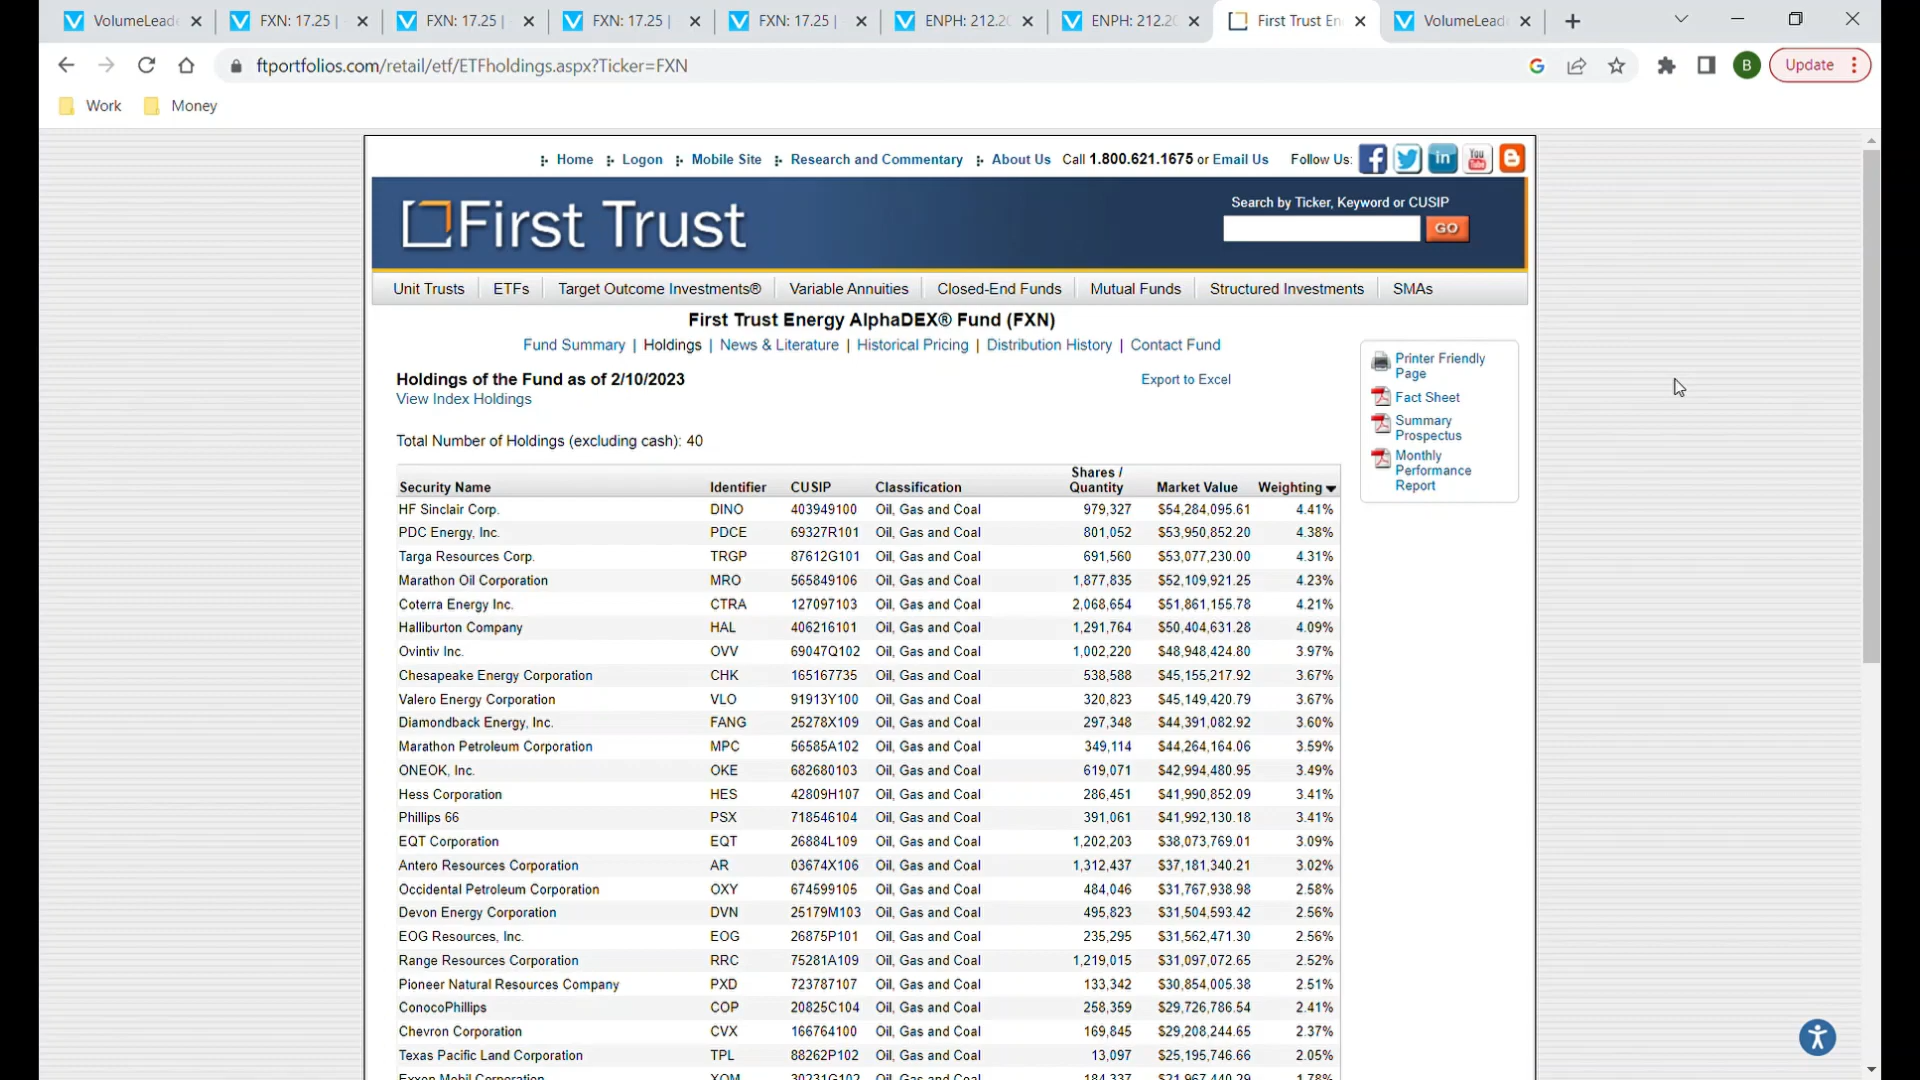 VolumeLead
FXN: 17.25 |
FXN: 17.25 |
FXN: 17.25 |
FXN: 17.25 |
ENPH: 212.20
ENPH: 212.20
First Trust En
VolumeLead
ftportfolios.com/retail/etf/ETFholdings.aspx?Ticker=FXN
B
Update
Work
Money
Home Logon Mobile Site Research and Commentary About Us Call 1.800.621.1675 or Email Us Follow Us:
First Trust
Search by Ticker, Keyword or CUSIP
GO
Unit Trusts ETFs Target Outcome Investments® Variable Annuities Closed-End Funds Mutual Funds Structured Investments SMAs
First Trust Energy AlphaDEX® Fund (FXN)
Fund Summary | Holdings | News & Literature | Historical Pricing | Distribution History | Contact Fund
Holdings of the Fund as of 2/10/2023
Export to Excel
View Index Holdings
Printer Friendly
Page
Fact Sheet
Summary
Prospectus
Monthly
Performance
Report
Total Number of Holdings (excluding cash): 40
Security Name Identifier CUSIP Classification Shares / Quantity Market Value Weighting
HF Sinclair Corp. DINO 403949100 Oil, Gas and Coal 979,327 $54,284,095.61 4.41%
PDC Energy, Inc. PDCE 69327R101 Oil, Gas and Coal 801,052 $53,950,852.20 4.38%
Targa Resources Corp. TRGP 87612G101 Oil, Gas and Coal 691,560 $53,077,230.00 4.31%
Marathon Oil Corporation MRO 565849106 Oil, Gas and Coal 1,877,835 $52,109,921.25 4.23%
Coterra Energy Inc. CTRA 127097103 Oil, Gas and Coal 2,068,654 $51,861,155.78 4.21%
Halliburton Company HAL 406216101 Oil, Gas and Coal 1,291,764 $50,404,631.28 4.09%
Ovintiv Inc. OVV 69047Q102 Oil, Gas and Coal 1,002,220 $48,948,424.80 3.97%
Chesapeake Energy Corporation CHK 165167735 Oil, Gas and Coal 538,588 $45,155,217.92 3.67%
Valero Energy Corporation VLO 91913Y100 Oil, Gas and Coal 320,823 $45,149,420.79 3.67%
Diamondback Energy, Inc. FANG 25278X109 Oil, Gas and Coal 297,348 $44,391,082.92 3.60%
Marathon Petroleum Corporation MPC 56585A102 Oil, Gas and Coal 349,114 $44,264,164.06 3.59%
ONEOK, Inc. OKE 682680103 Oil, Gas and Coal 619,071 $42,994,480.95 3.49%
Hess Corporation HES 42809H107 Oil, Gas and Coal 286,451 $41,990,852.09 3.41%
Phillips 66 PSX 718546104 Oil, Gas and Coal 391,061 $41,992,130.18 3.41%
EQT Corporation EQT 26884L109 Oil, Gas and Coal 1,202,203 $38,073,769.01 3.09%
Antero Resources Corporation AR 03674X106 Oil, Gas and Coal 1,312,437 $37,181,340.21 3.02%
Occidental Petroleum Corporation OXY 674599105 Oil, Gas and Coal 484,046 $31,767,938.98 2.58%
Devon Energy Corporation DVN 25179M103 Oil, Gas and Coal 495,823 $31,504,593.42 2.56%
EOG Resources, Inc. EOG 26875P101 Oil, Gas and Coal 235,295 $31,562,471.30 2.56%
Range Resources Corporation RRC 75281A109 Oil, Gas and Coal 1,219,015 $31,097,072.65 2.52%
Pioneer Natural Resources Company PXD 723787107 Oil, Gas and Coal 133,342 $30,854,005.38 2.51%
ConocoPhillips COP 20825C104 Oil, Gas and Coal 258,359 $29,726,786.54 2.41%
Chevron Corporation CVX 166764100 Oil, Gas and Coal 169,845 $29,208,244.65 2.37%
Texas Pacific Land Corporation TPL 88262P102 Oil, Gas and Coal 13,097 $25,195,746.66 2.05%
Exxon Mobil Corporation XOM 30231G102 Oil, Gas and Coal 184,337 $21,967,440.29 1.78%